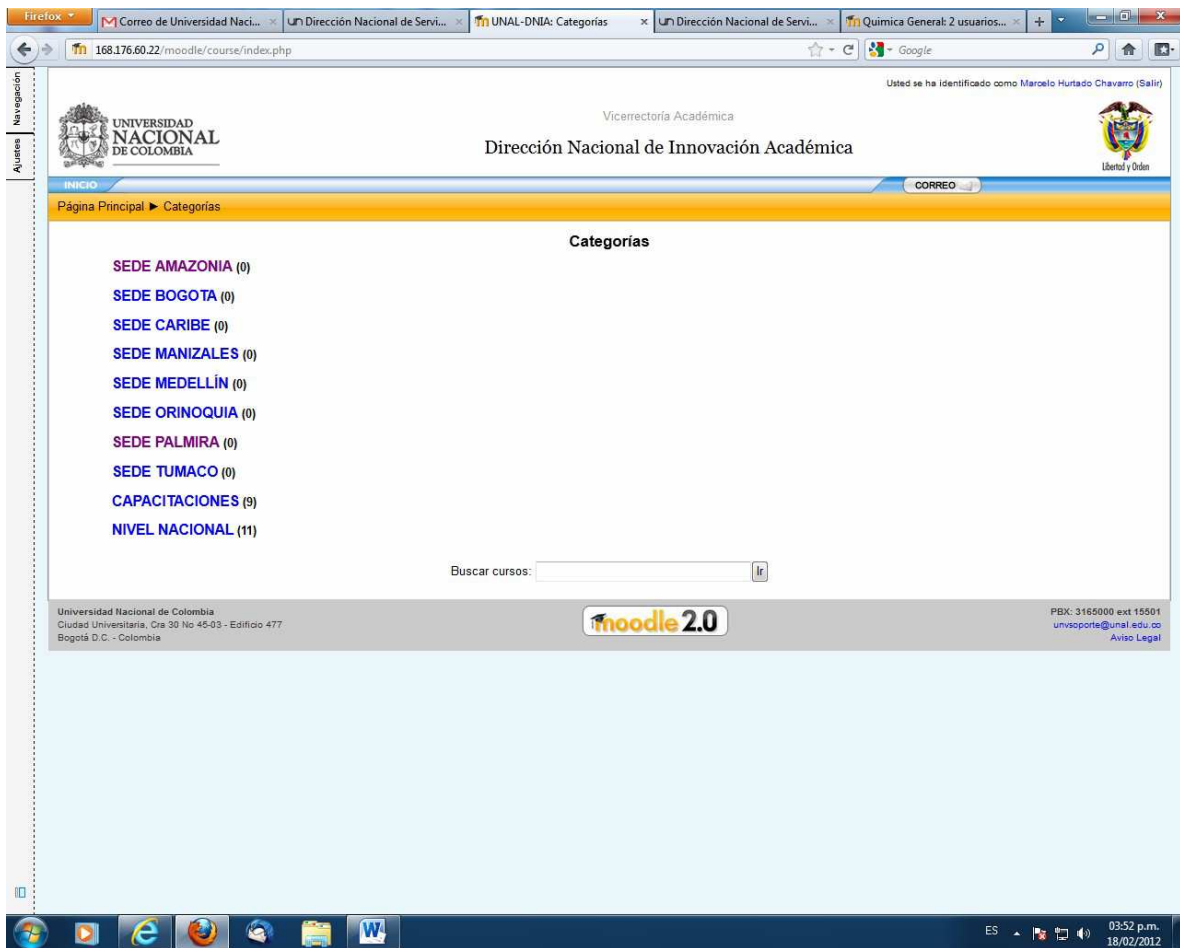 Firefox
Correo de Universidad Naci...
Dirección Nacional de Servi...
UNAL-DNIA: Categorías
Dirección Nacional de Servi...
Quimica General: 2 usuarios...
168.176.60.22/moodle/course/index.php
Google
Navegación
Ajustes
Usted se ha identificado como Marcelo Hurtado Chavarro (Salir)
UNIVERSIDAD
NACIONAL
DE COLOMBIA
Vicerrectoría Académica
Dirección Nacional de Innovación Académica
Libertad y Orden
INICIO
CORREO
Página Principal ► Categorías
Categorías
SEDE AMAZONIA (0)
SEDE BOGOTA (0)
SEDE CARIBE (0)
SEDE MANIZALES (0)
SEDE MEDELLÍN (0)
SEDE ORINOQUIA (0)
SEDE PALMIRA (0)
SEDE TUMACO (0)
CAPACITACIONES (9)
NIVEL NACIONAL (11)
Buscar cursos: Ir
Universidad Nacional de Colombia
Ciudad Universitaria, Cra 30 No 45-03 - Edificio 477
Bogotá D.C. - Colombia
moodle 2.0
PBX: 3165000 ext 15501
unvsoporte@unal.edu.co
Aviso Legal
ES
03:52 p.m.
18/02/2012